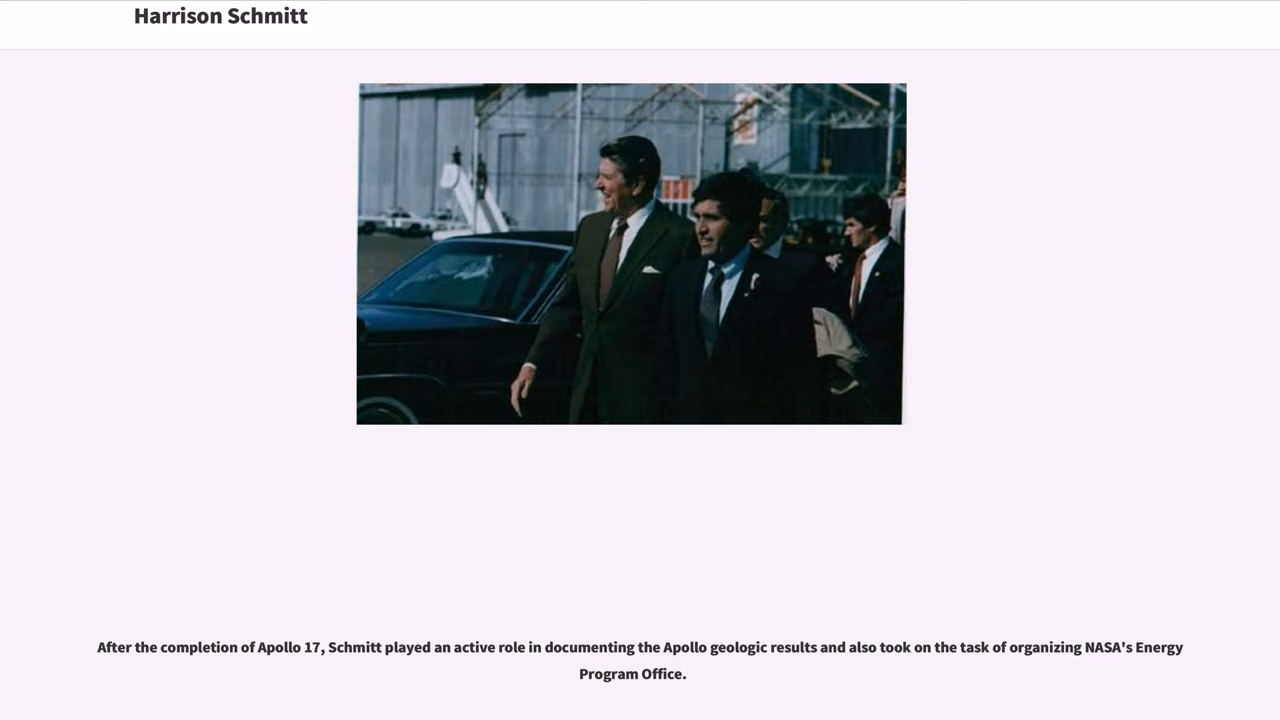 Harrison Schmitt
After the completion of Apollo 17, Schmitt played an active role in documenting the Apollo geologic results and also took on the task of organizing NASA's Energy
Program Office.